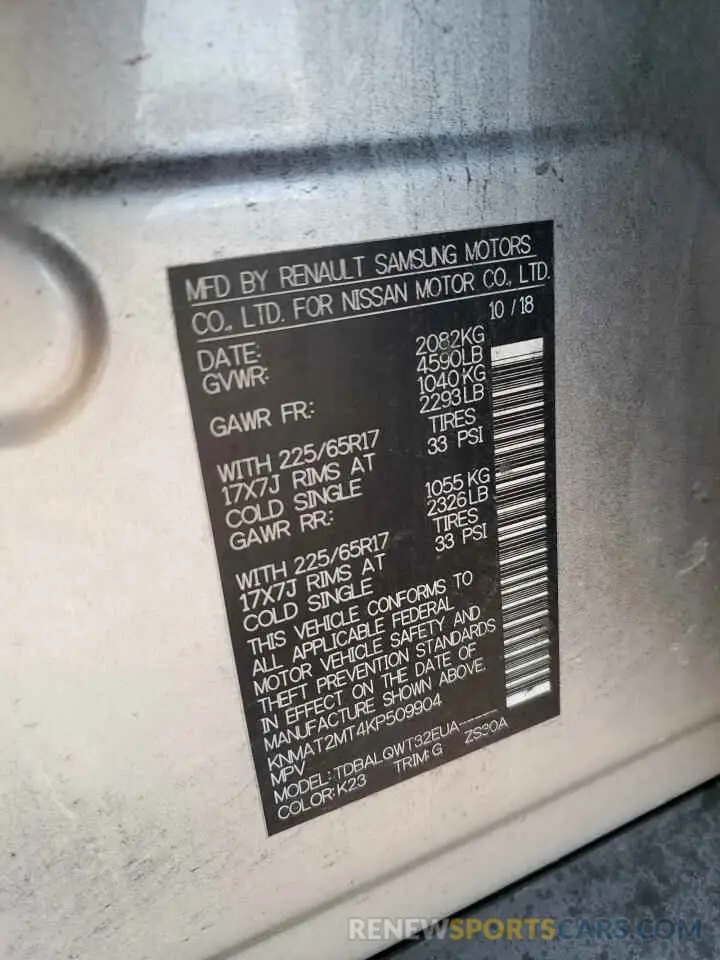 MFD BY RENAULT SAMSUNG MOTORS
CO., LTD. FOR NISSAN MOTOR CO., LTD.
DATE: 10 / 18
GVWR: 2082KG
4590LB
GAWR FR: 1040 KG
2293LB
WITH 225/65R17 TIRES
17X7J RIMS AT 33 PSI
COLD SINGLE
GAWR RR: 1055 KG
2326LB
WITH 225/65R17 TIRES
17X7J RIMS AT 33 PSI
COLD SINGLE
THIS VEHICLE CONFORMS TO
ALL APPLICABLE FEDERAL
MOTOR VEHICLE SAFETY AND
THEFT PREVENTION STANDARDS
IN EFFECT ON THE DATE OF
MANUFACTURE SHOWN ABOVE.
KNMAT2MT4KP509904
MPV
MODEL: TDBALQWT32EUA
COLOR: K23 TRIM: G ZS30A
RENEWSPORTSCARS.COM